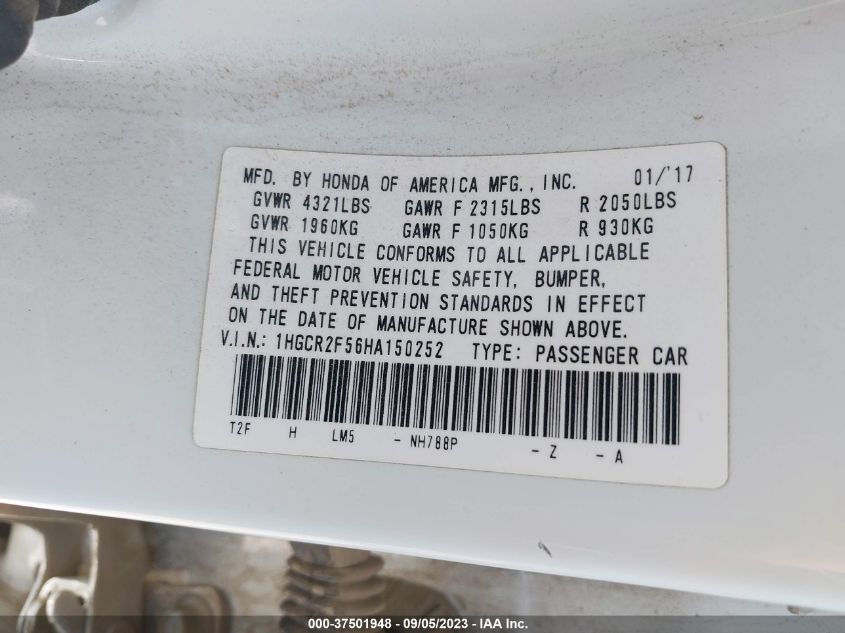 MFD. BY HONDA OF AMERICA MFG., INC. 01/'17
GVWR 4321LBS GAWR F 2315LBS R 2050LBS
GVWR 1960KG GAWR F 1050KG R 930KG
THIS VEHICLE CONFORMS TO ALL APPLICABLE
FEDERAL MOTOR VEHICLE SAFETY, BUMPER,
AND THEFT PREVENTION STANDARDS IN EFFECT
ON THE DATE OF MANUFACTURE SHOWN ABOVE.
V.I.N.: 1HGCR2F56HA150252 TYPE: PASSENGER CAR
T2F H LM5 - NH788P - Z - A
000-37501948 - 09/05/2023 - IAA Inc.